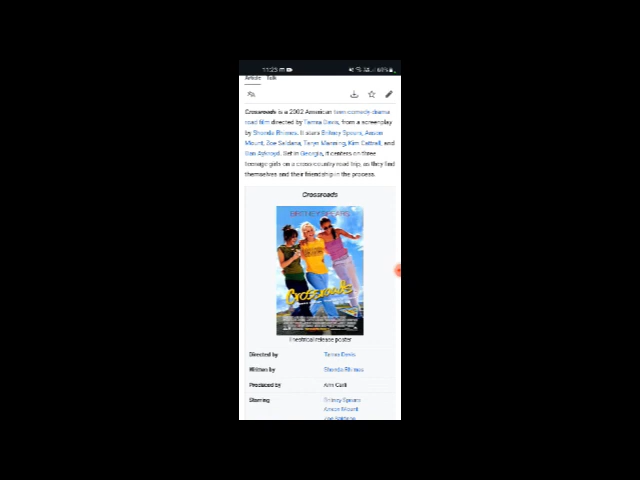 11:25
Article Talk
Crossroads is a 2002 American teen comedy-drama
road film directed by Tamra Davis, from a screenplay
by Shonda Rhimes. It stars Britney Spears, Anson
Mount, Zoe Saldana, Taryn Manning, Kim Cattrall, and
Dan Aykroyd. Set in Georgia, it centers on three
teenage girls on a cross-country road trip, as they find
themselves and their friendship in the process.
Crossroads
BRITNEY SPEARS
Crossroads
Theatrical release poster
Directed by Tamra Davis
Written by Shonda Rhimes
Produced by Ann Carli
Starring Britney Spears
Anson Mount
Zoe Saldana